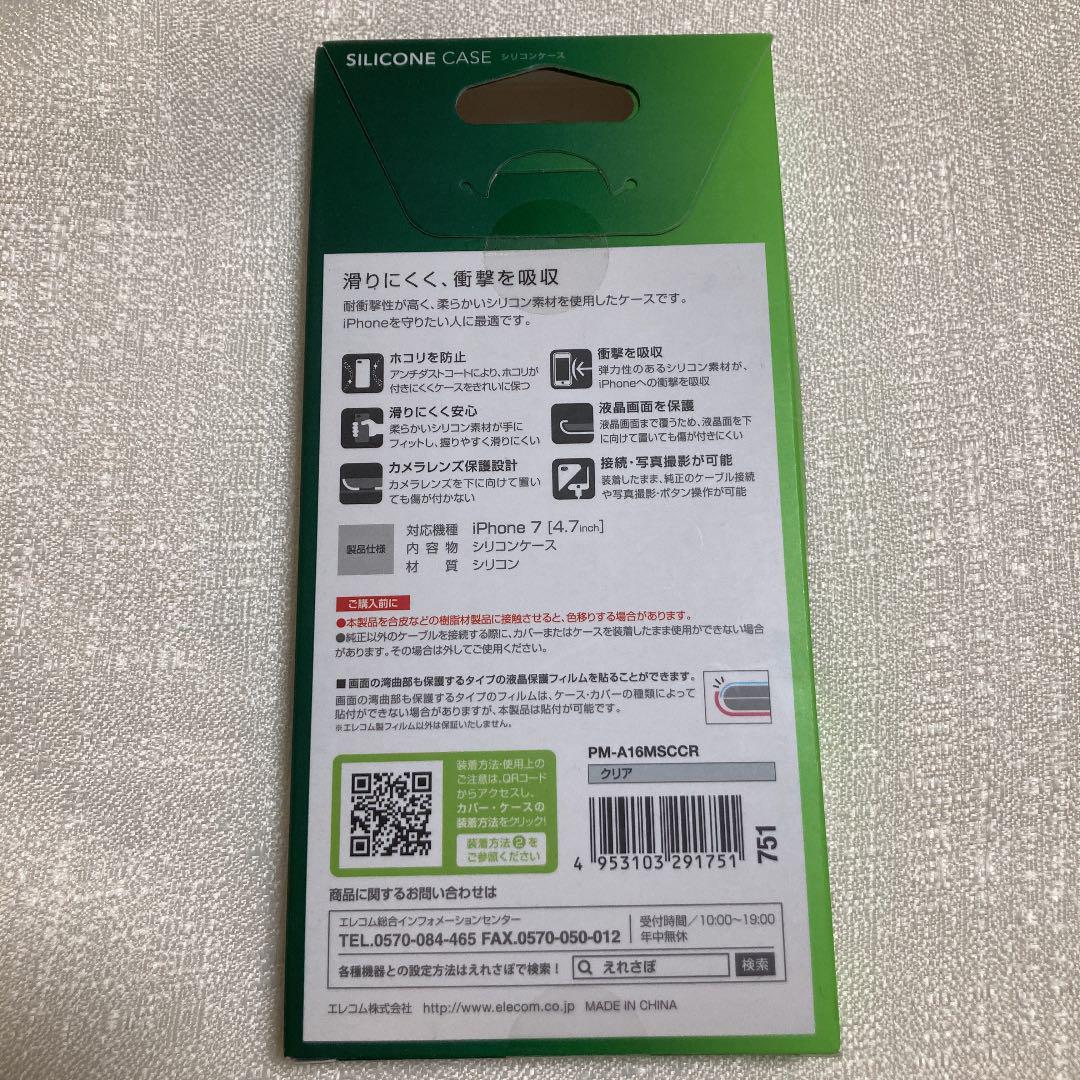 SILICONE CASE シリコンケース
滑りにくく、衝撃を吸収
耐衝撃性が高く、柔らかいシリコン素材を使用したケースです。
iPhoneを守りたい人に最適です。
ホコリを防止
アンチダストコートにより、ホコリが
付きにくくケースをきれいに保つ
衝撃を吸収
弾力性のあるシリコン素材が、
iPhoneへの衝撃を吸収
滑りにくく安心
柔らかいシリコン素材が手に
フィットし、握りやすく滑りにくい
液晶画面を保護
液晶画面まで覆うため、液晶面を下
に向けて置いても傷が付きにくい
カメラレンズ保護設計
カメラレンズを下に向けて置い
ても傷が付かない
接続・写真撮影が可能
装着したまま、純正のケーブル接続
や写真撮影・ボタン操作が可能
製品仕様
対応機種 iPhone 7 [4.7inch]
内容物 シリコンケース
材質 シリコン
ご購入前に
●本製品を合皮などの樹脂材製品に接触させると、色移りする場合があります。
●純正以外のケーブルを接続する際に、カバーまたはケースを装着したまま使用ができない場合
があります。その場合は外してご使用ください。
■画面の湾曲部も保護するタイプの液晶保護フィルムを貼ることができます。
画面の湾曲部も保護するタイプのフィルムは、ケース・カバーの種類によって
貼付ができない場合がありますが、本製品は貼付が可能です。
※エレコム製フィルム以外は保証いたしません。
装着方法・使用上の
ご注意は、QRコード
からアクセスし、
カバー・ケースの
装着方法をクリック!
装着方法❷を
ご参照ください
PM-A16MSCCR
クリア
4 953103 291751
751
商品に関するお問い合わせは
エレコム総合インフォメーションセンター
TEL.0570-084-465 FAX.0570-050-012
受付時間／10:00〜19:00
年中無休
各種機器との設定方法はえれさぽで検索！
えれさぽ
検索
エレコム株式会社 http://www.elecom.co.jp MADE IN CHINA